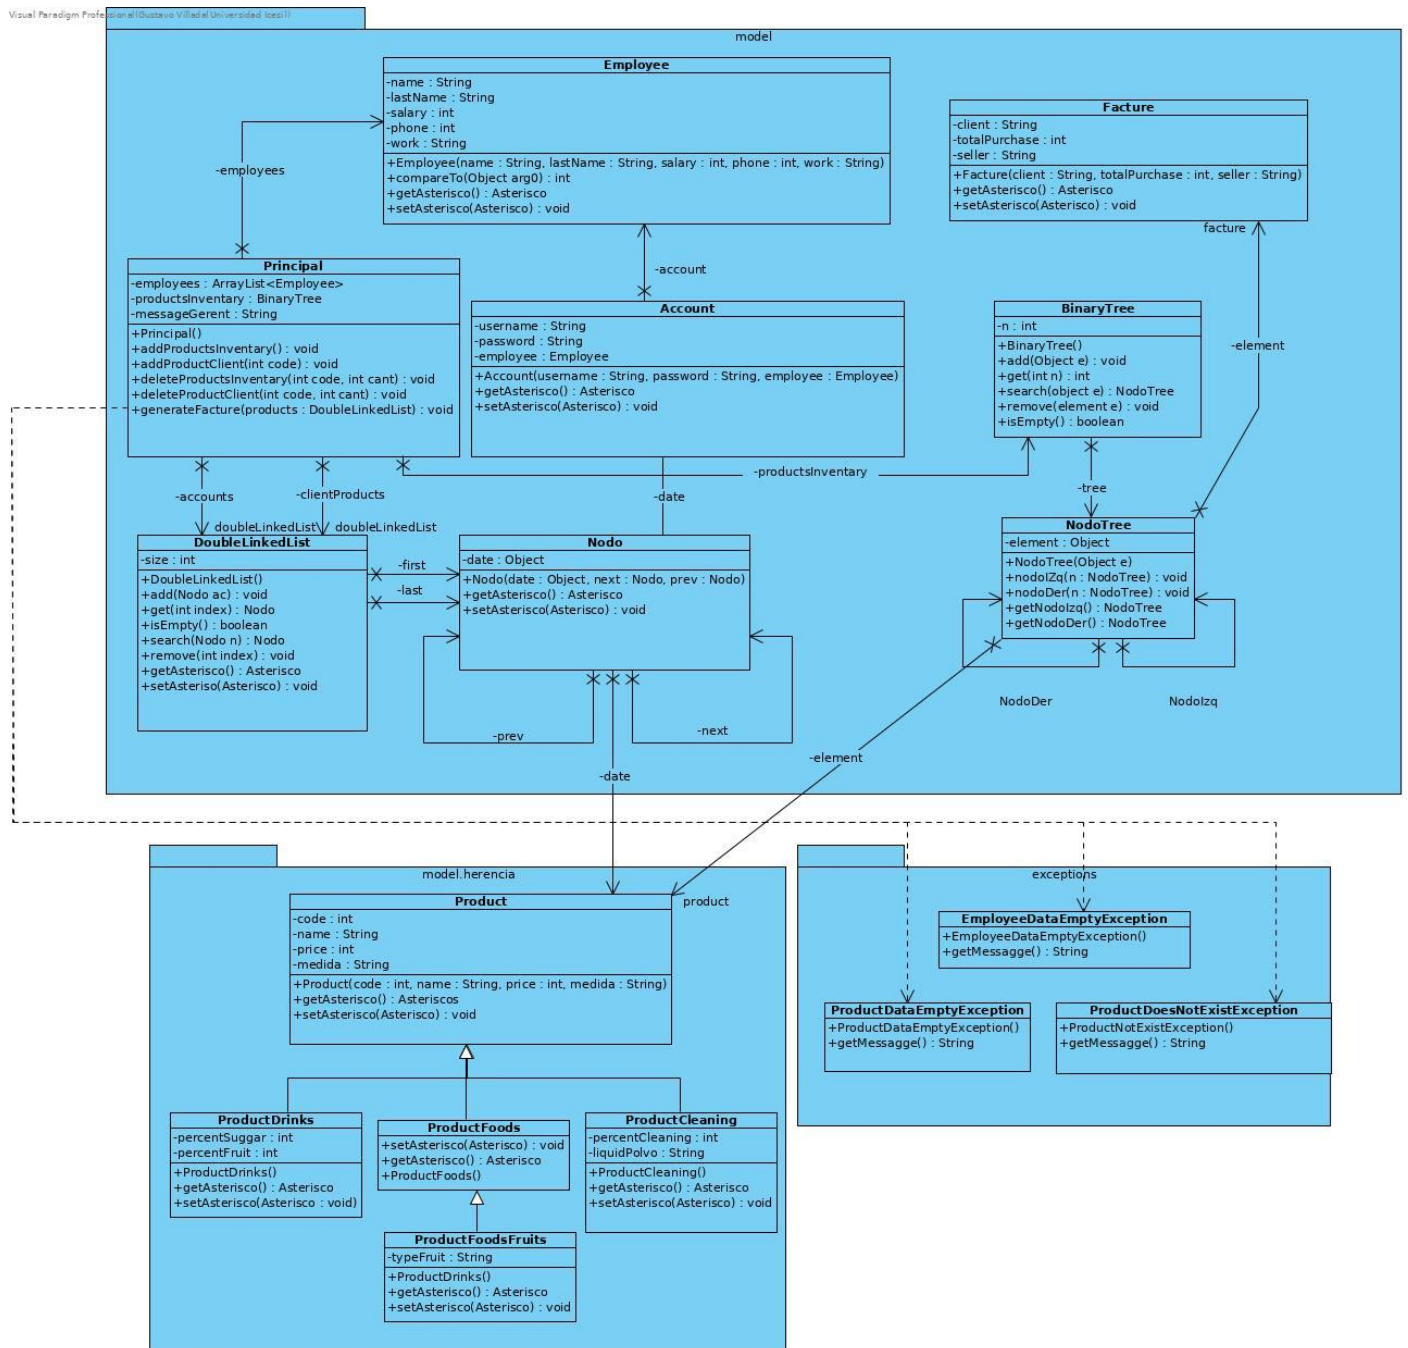 Visual Paradigm Professional(Gustavo Villada(Universidad Icesi))
model
Employee
-name : String
-lastName : String
-salary : int
-phone : int
-work : String
+Employee(name : String, lastName : String, salary : int, phone : int, work : String)
+compareTo(Object arg0) : int
+getAsterisco() : Asterisco
+setAsterisco(Asterisco) : void
Facture
-client : String
-totalPurchase : int
-seller : String
+Facture(client : String, totalPurchase : int, seller : String)
+getAsterisco() : Asterisco
+setAsterisco(Asterisco) : void
-employees
facture
-account
-element
Principal
-employees : ArrayList<Employee>
-productsInventary : BinaryTree
-messageGerent : String
+Principal()
+addProductsInventary() : void
+addProductClient(int code) : void
+deleteProductsInventary(int code, int cant) : void
+deleteProductClient(int code, int cant) : void
+generateFacture(products : DoubleLinkedList) : void
Account
-username : String
-password : String
-employee : Employee
+Account(username : String, password : String, employee : Employee)
+getAsterisco() : Asterisco
+setAsterisco(Asterisco) : void
BinaryTree
-n : int
+BinaryTree()
+add(Object e) : void
+get(int n) : int
+search(object e) : NodoTree
+remove(element e) : void
+isEmpty() : boolean
-accounts
-clientProducts
-productsInventary
-date
-tree
doubleLinkedList
doubleLinkedList
DoubleLinkedList
-size : int
+DoubleLinkedList()
+add(Nodo ac) : void
+get(int index) : Nodo
+isEmpty() : boolean
+search(Nodo n) : Nodo
+remove(int index) : void
+getAsterisco() : Asterisco
+setAsteriso(Asterisco) : void
-first
-last
Nodo
-date : Object
+Nodo(date : Object, next : Nodo, prev : Nodo)
+getAsterisco() : Asterisco
+setAsterisco(Asterisco) : void
NodoTree
-element : Object
+NodoTree(Object e)
+nodoIZq(n : NodoTree) : void
+nodoDer(n : NodoTree) : void
+getNodoIzq() : NodoTree
+getNodoDer() : NodoTree
NodoDer
NodoIzq
-prev
-next
-element
-date
model.herencia
product
Product
-code : int
-name : String
-price : int
-medida : String
+Product(code : int, name : String, price : int, medida : String)
+getAsterisco() : Asteriscos
+setAsterisco(Asterisco) : void
ProductDrinks
-percentSuggar : int
-percentFruit : int
+ProductDrinks()
+getAsterisco() : Asterisco
+setAsterisco(Asterisco : void)
ProductFoods
+setAsterisco(Asterisco) : void
+getAsterisco() : Asterisco
+ProductFoods()
ProductCleaning
-percentCleaning : int
-liquidPolvo : String
+ProductCleaning()
+getAsterisco() : Asterisco
+setAsterisco(Asterisco) : void
ProductFoodsFruits
-typeFruit : String
+ProductDrinks()
+getAsterisco() : Asterisco
+setAsterisco(Asterisco) : void
exceptions
EmployeeDataEmptyException
+EmployeeDataEmptyException()
+getMessagge() : String
ProductDataEmptyException
+ProductDataEmptyException()
+getMessagge() : String
ProductDoesNotExistException
+ProductNotExistException()
+getMessagge() : String